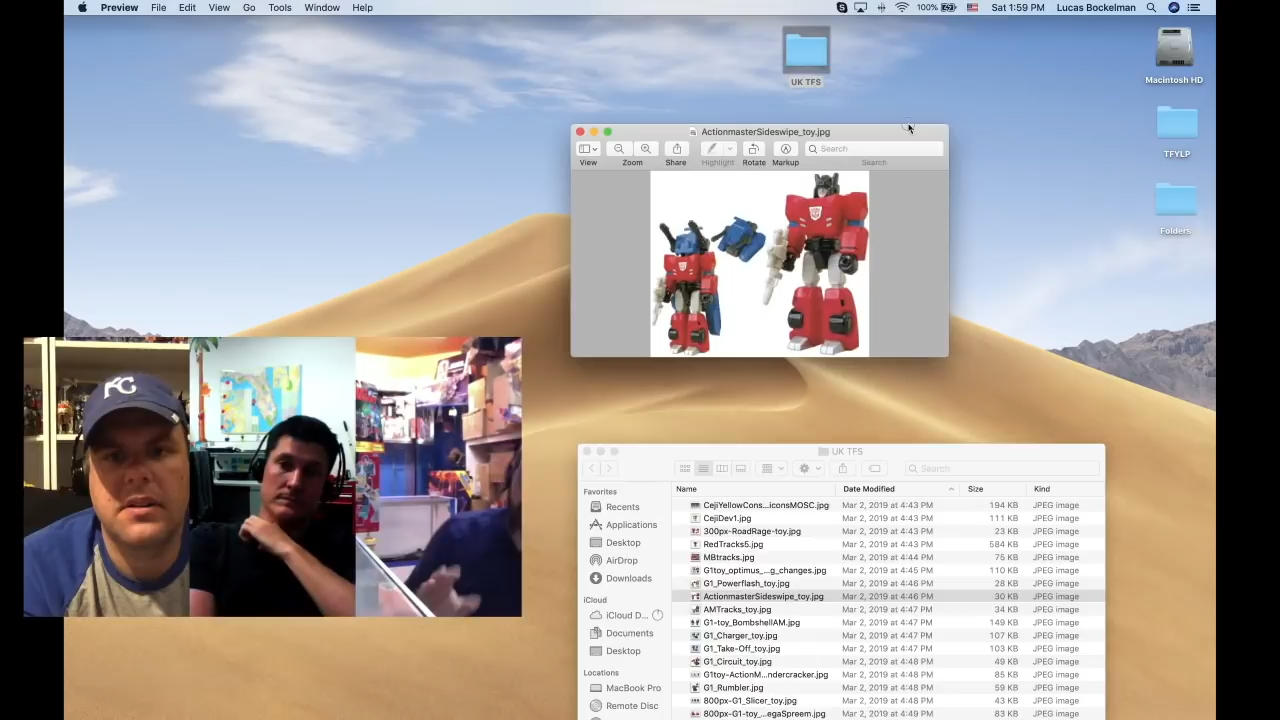 Preview File Edit View Go Tools Window Help 100% Sat 1:59 PM Lucas Bockelman
UK TFS
Macintosh HD
TFYLP
Folders
ActionmasterSideswipe_toy.jpg
Search
View Zoom Share Highlight Rotate Markup Search
KC
UK TFS
Search
Name Date Modified Size Kind
Favorites
Recents
Applications
Desktop
AirDrop
Downloads
iCloud
iCloud D...
Documents
Desktop
Locations
MacBook Pro
Remote Disc
CejiYellowCons...iconsMOSC.jpg Mar 2, 2019 at 4:43 PM 194 KB JPEG image
CejiDev1.jpg Mar 2, 2019 at 4:43 PM 111 KB JPEG image
300px-RoadRage-toy.jpg Mar 2, 2019 at 4:43 PM 23 KB JPEG image
RedTracks5.jpg Mar 2, 2019 at 4:43 PM 584 KB JPEG image
MBtracks.jpg Mar 2, 2019 at 4:44 PM 75 KB JPEG image
G1toy_optimus_...g_changes.jpg Mar 2, 2019 at 4:45 PM 110 KB JPEG image
G1_Powerflash_toy.jpg Mar 2, 2019 at 4:46 PM 28 KB JPEG image
ActionmasterSideswipe_toy.jpg Mar 2, 2019 at 4:46 PM 30 KB JPEG image
AMTracks_toy.jpg Mar 2, 2019 at 4:47 PM 34 KB JPEG image
G1-toy_BombshellAM.jpg Mar 2, 2019 at 4:47 PM 149 KB JPEG image
G1_Charger_toy.jpg Mar 2, 2019 at 4:47 PM 107 KB JPEG image
G1_Take-Off_toy.jpg Mar 2, 2019 at 4:48 PM 103 KB JPEG image
G1_Circuit_toy.jpg Mar 2, 2019 at 4:48 PM 49 KB JPEG image
G1toy-ActionM...ndercracker.jpg Mar 2, 2019 at 4:48 PM 85 KB JPEG image
G1_Rumbler.jpg Mar 2, 2019 at 4:48 PM 59 KB JPEG image
800px-G1_Slicer_toy.jpg Mar 2, 2019 at 4:48 PM 43 KB JPEG image
800px-G1-toy_...egaSpreem.jpg Mar 2, 2019 at 4:49 PM 83 KB JPEG image